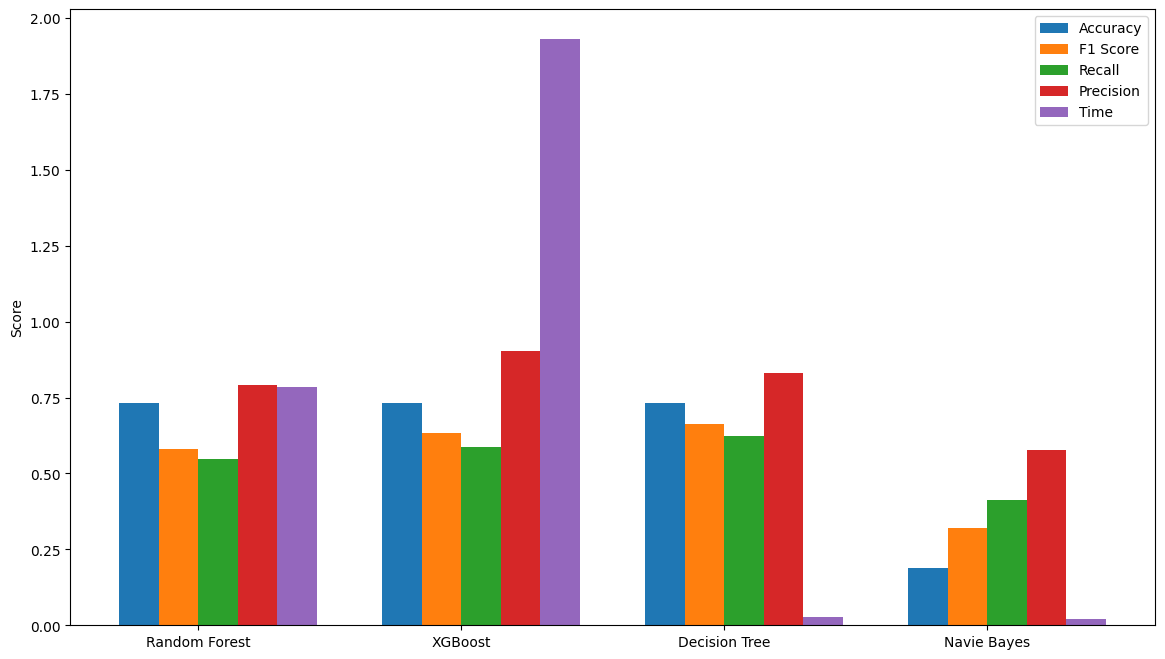 2.00
1.75
1.50
1.25
1.00
0.75
0.50
0.25
0.00
Score
Random Forest
XGBoost
Decision Tree
Navie Bayes
Accuracy
F1 Score
Recall
Precision
Time